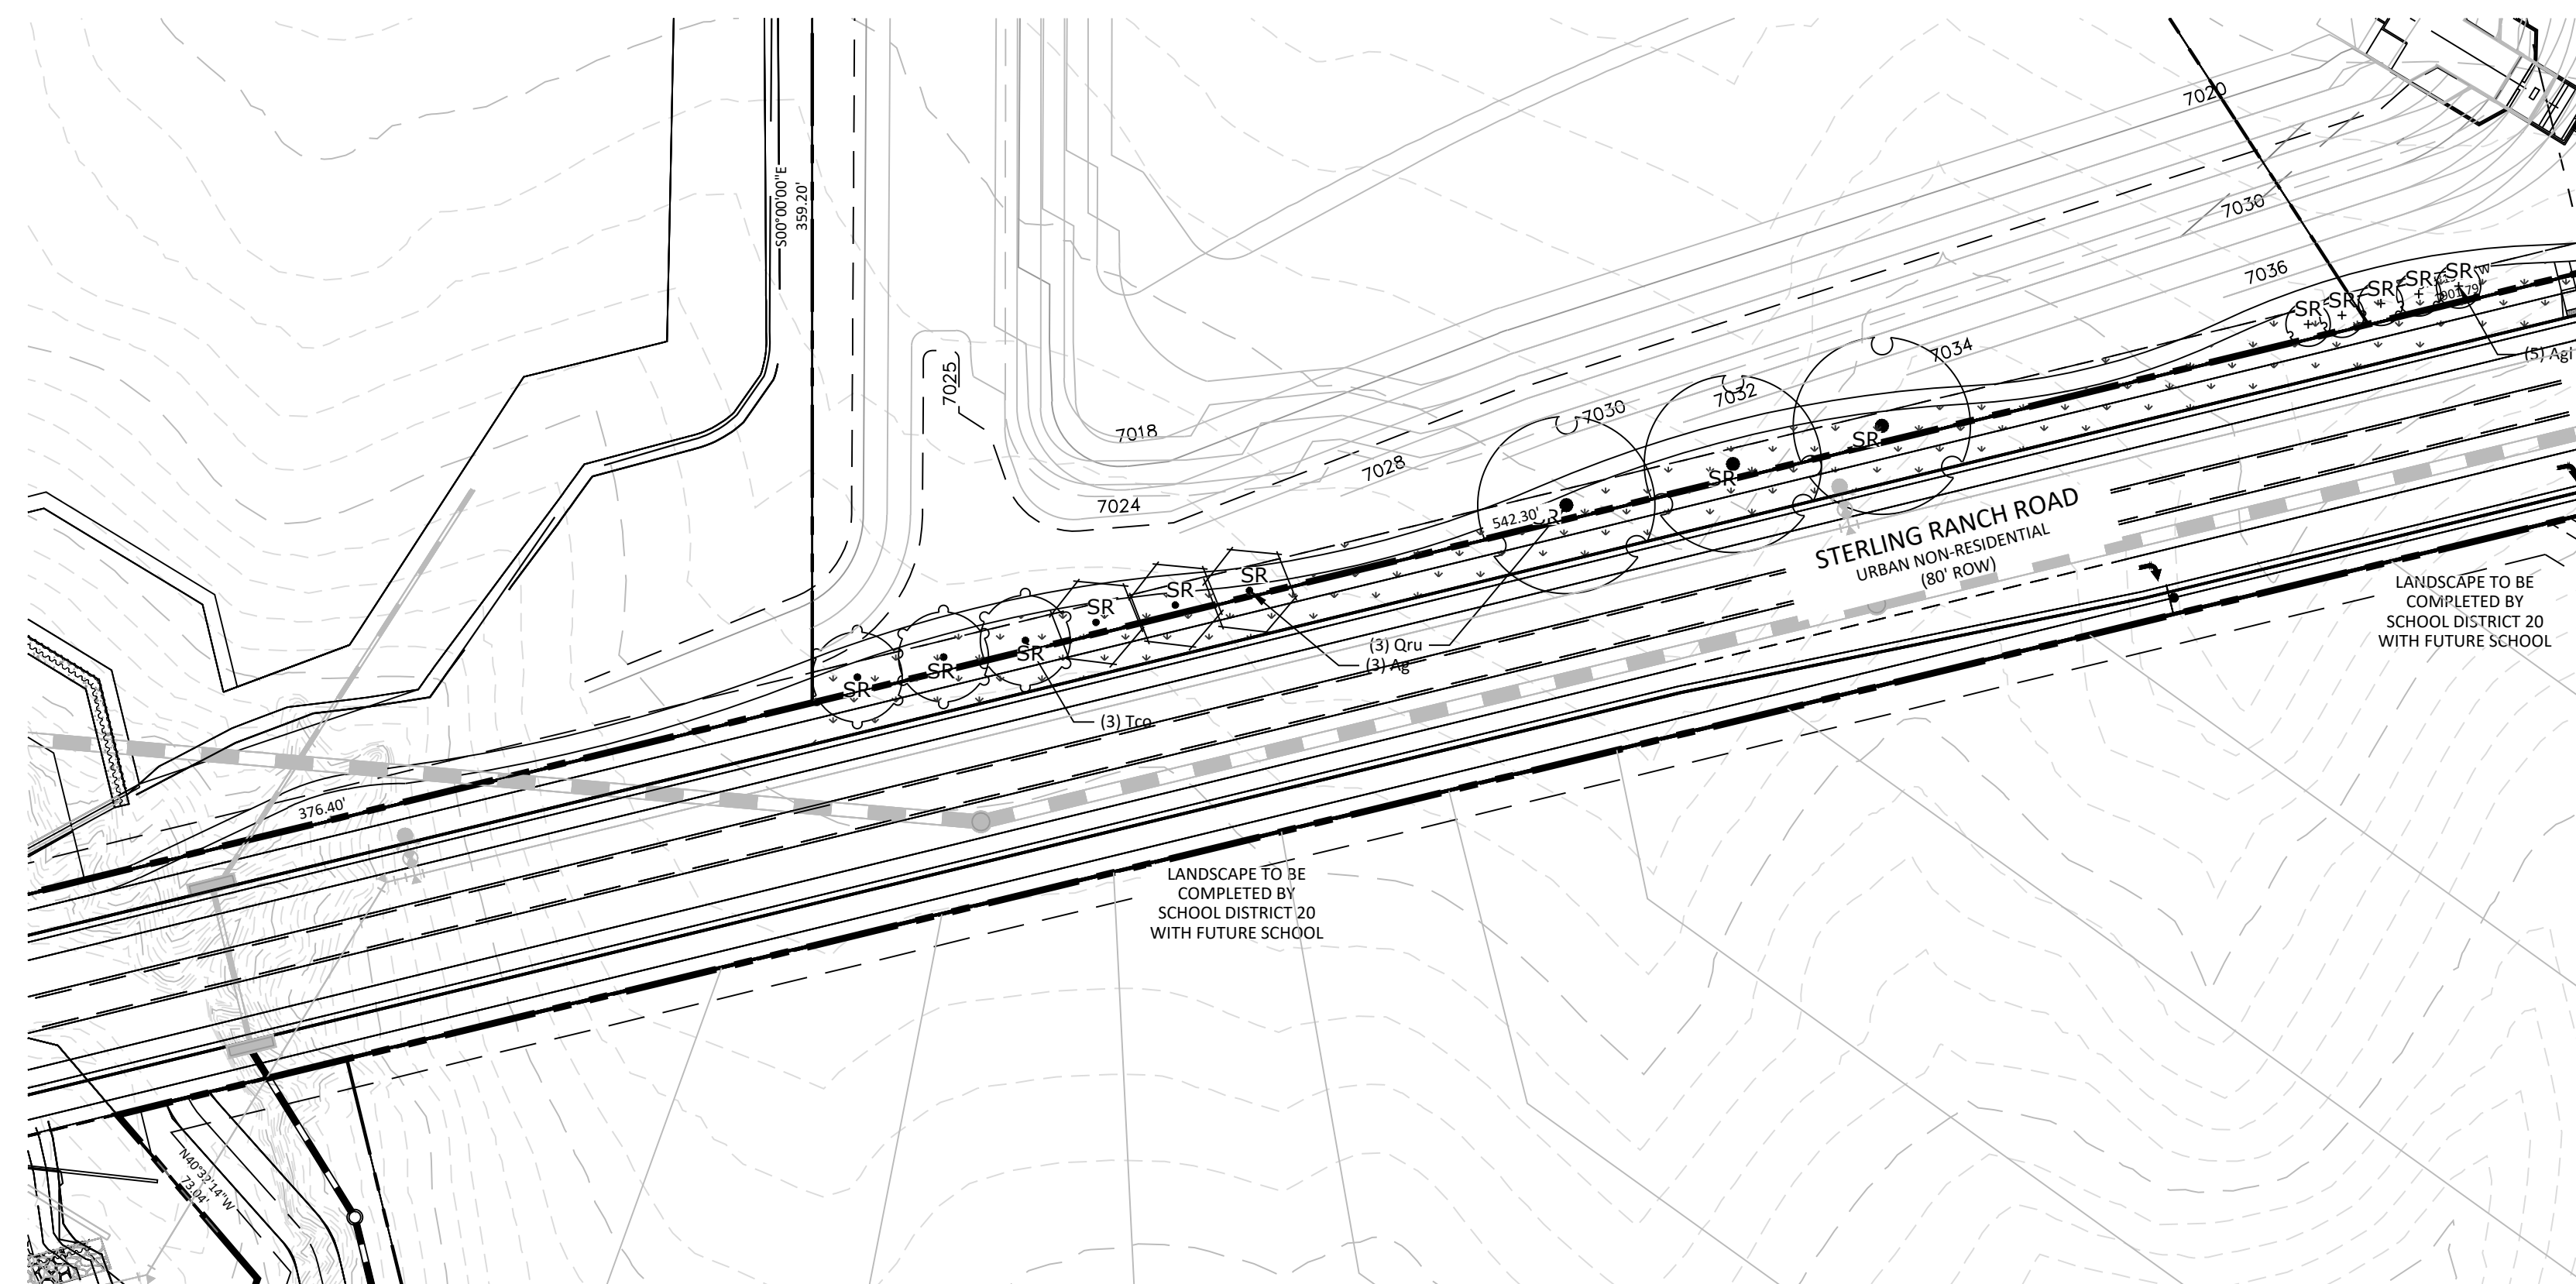 7020
S00°00'00"E
359.20'
7030
7036
SR
SR
SR
SR
SR
(5) Agl
7034
7025
7032
7030
7018
SR
7028
SR
7024
542.30'
STERLING RANCH ROAD
URBAN NON-RESIDENTIAL
(80' ROW)
SR
SR
SR
LANDSCAPE TO BE
COMPLETED BY
SCHOOL DISTRICT 20
WITH FUTURE SCHOOL
(3) Qru
(3) Ag
SR
SR
SR
(3) Tco
376.40'
LANDSCAPE TO BE
COMPLETED BY
SCHOOL DISTRICT 20
WITH FUTURE SCHOOL
N40°32'14"W
73.04'